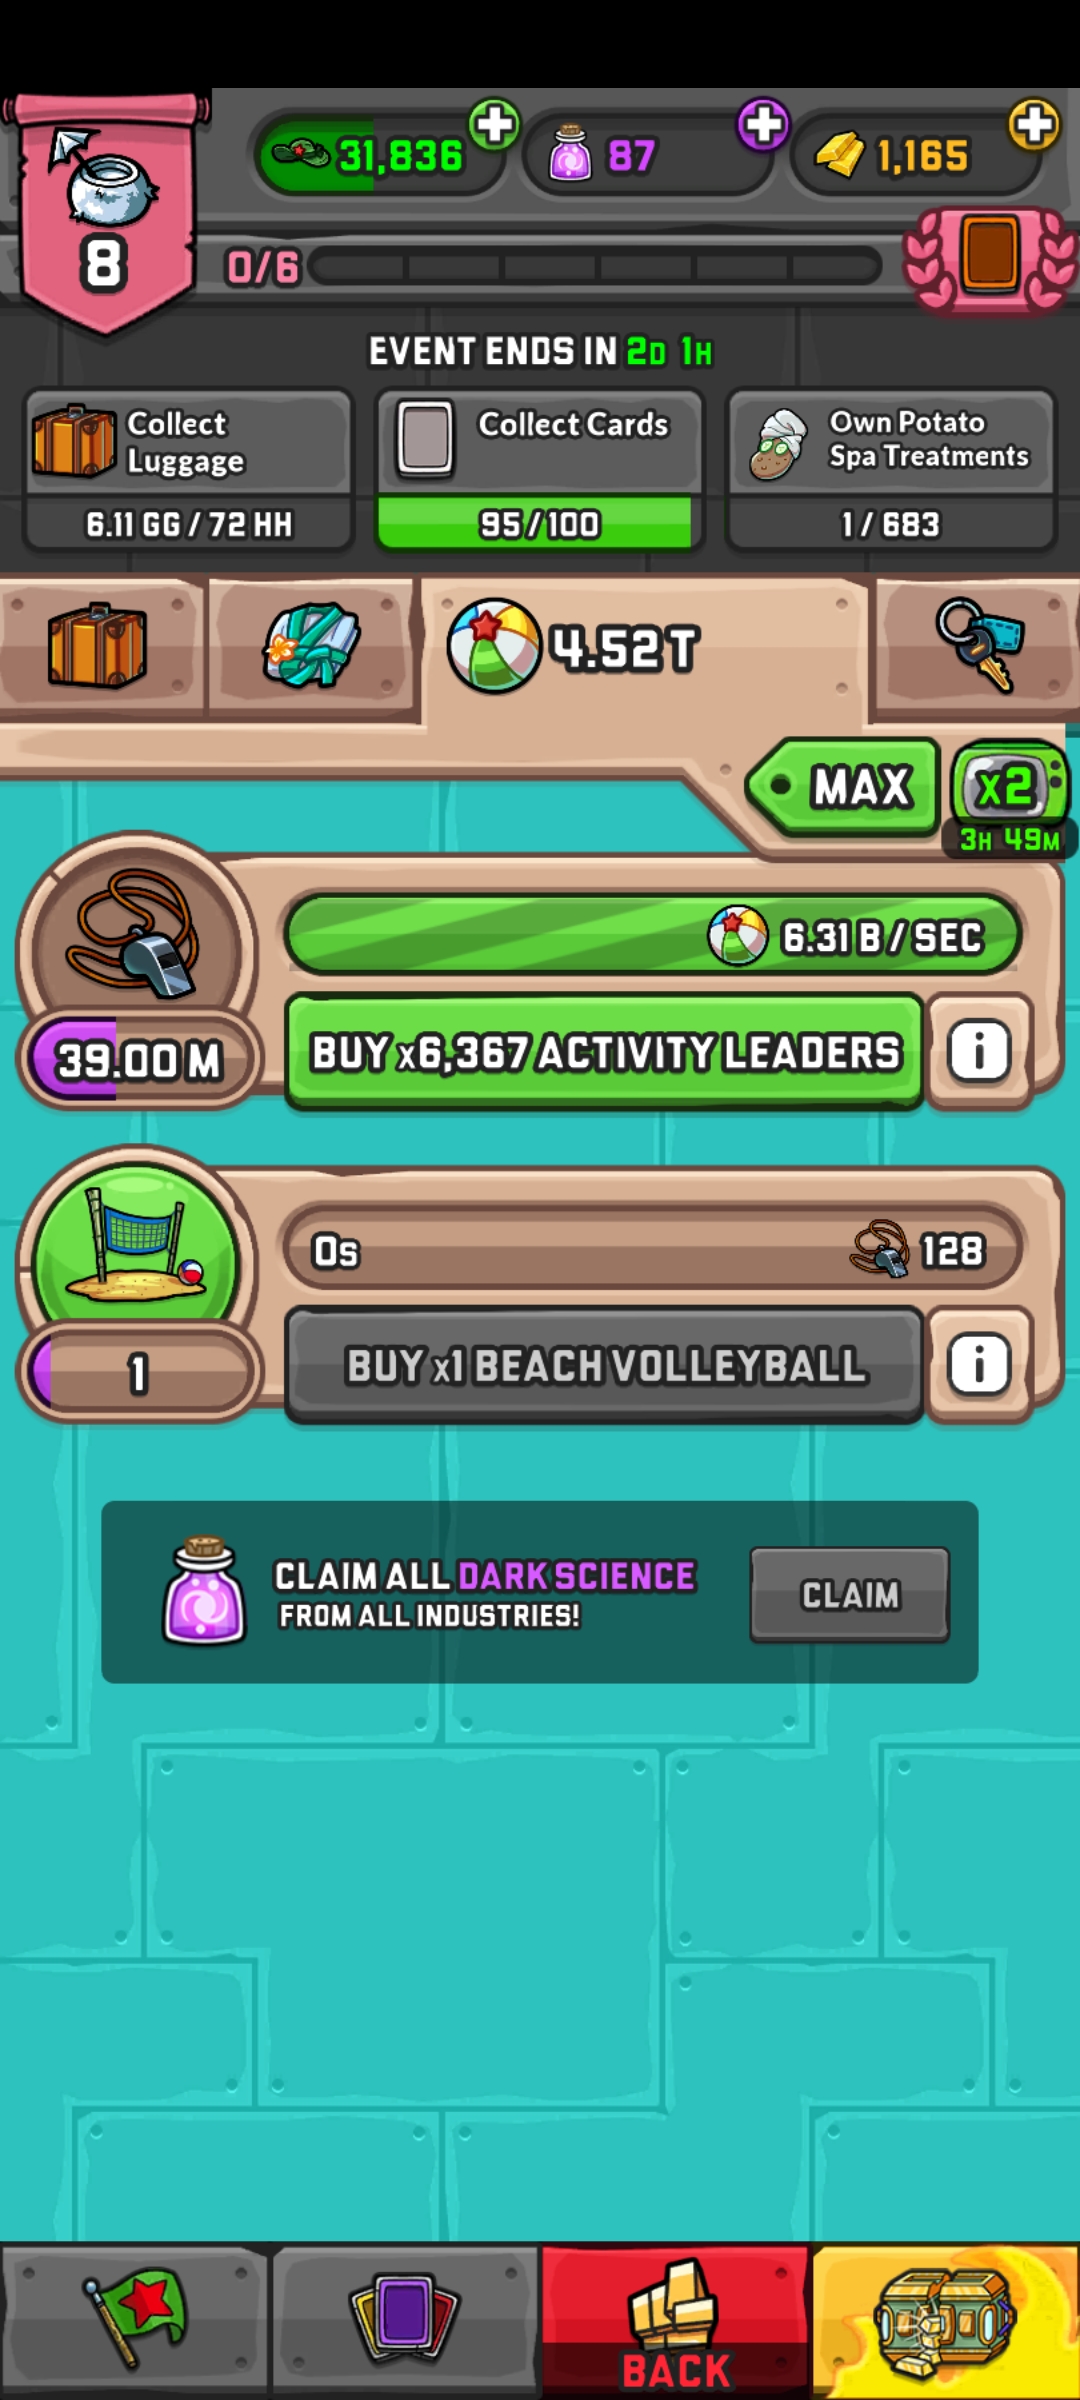 31,836
87
1,165
8
0/6
EVENT ENDS IN 2D 1H
Collect
Luggage
6.11 GG / 72 HH
Collect Cards
95 / 100
Own Potato
Spa Treatments
1 / 683
4.52 T
MAX
x2
3H 49M
6.31 B / SEC
39.00 M
BUY x6,367 ACTIVITY LEADERS
i
0s
128
1
BUY x1 BEACH VOLLEYBALL
i
CLAIM ALL DARK SCIENCE
FROM ALL INDUSTRIES!
CLAIM
BACK